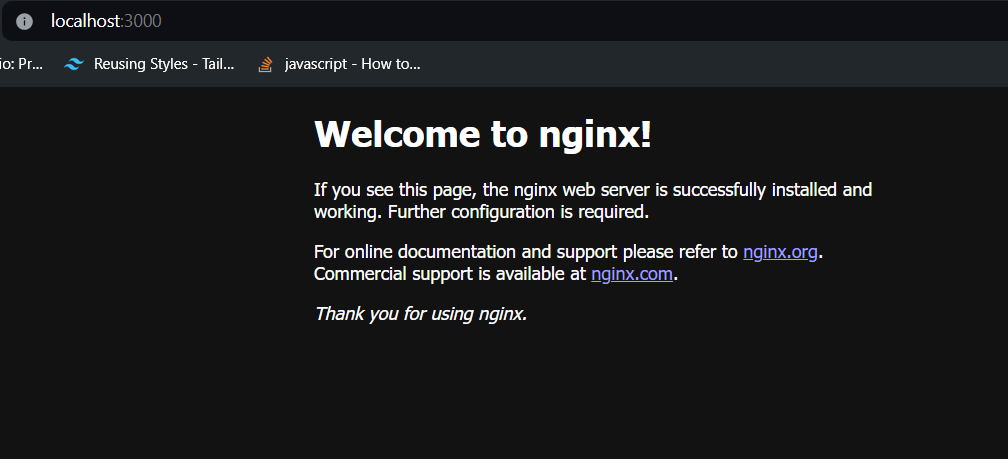 localhost:3000
io: Pr... Reusing Styles - Tail... javascript - How to...
Welcome to nginx!
If you see this page, the nginx web server is successfully installed and
working. Further configuration is required.
For online documentation and support please refer to nginx.org.
Commercial support is available at nginx.com.
Thank you for using nginx.